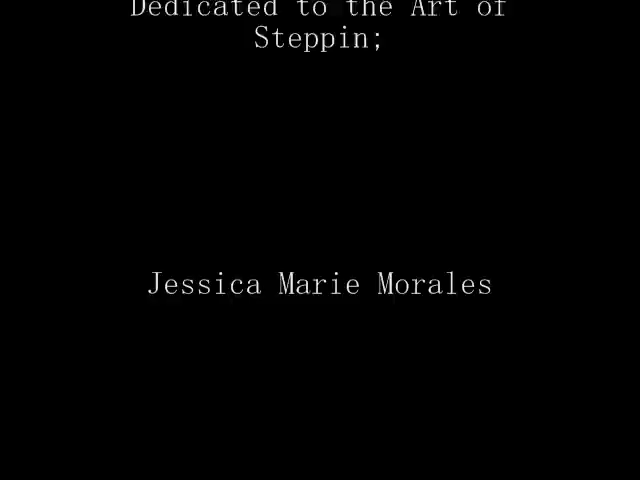 Dedicated to the Art of
Steppin;
Jessica Marie Morales